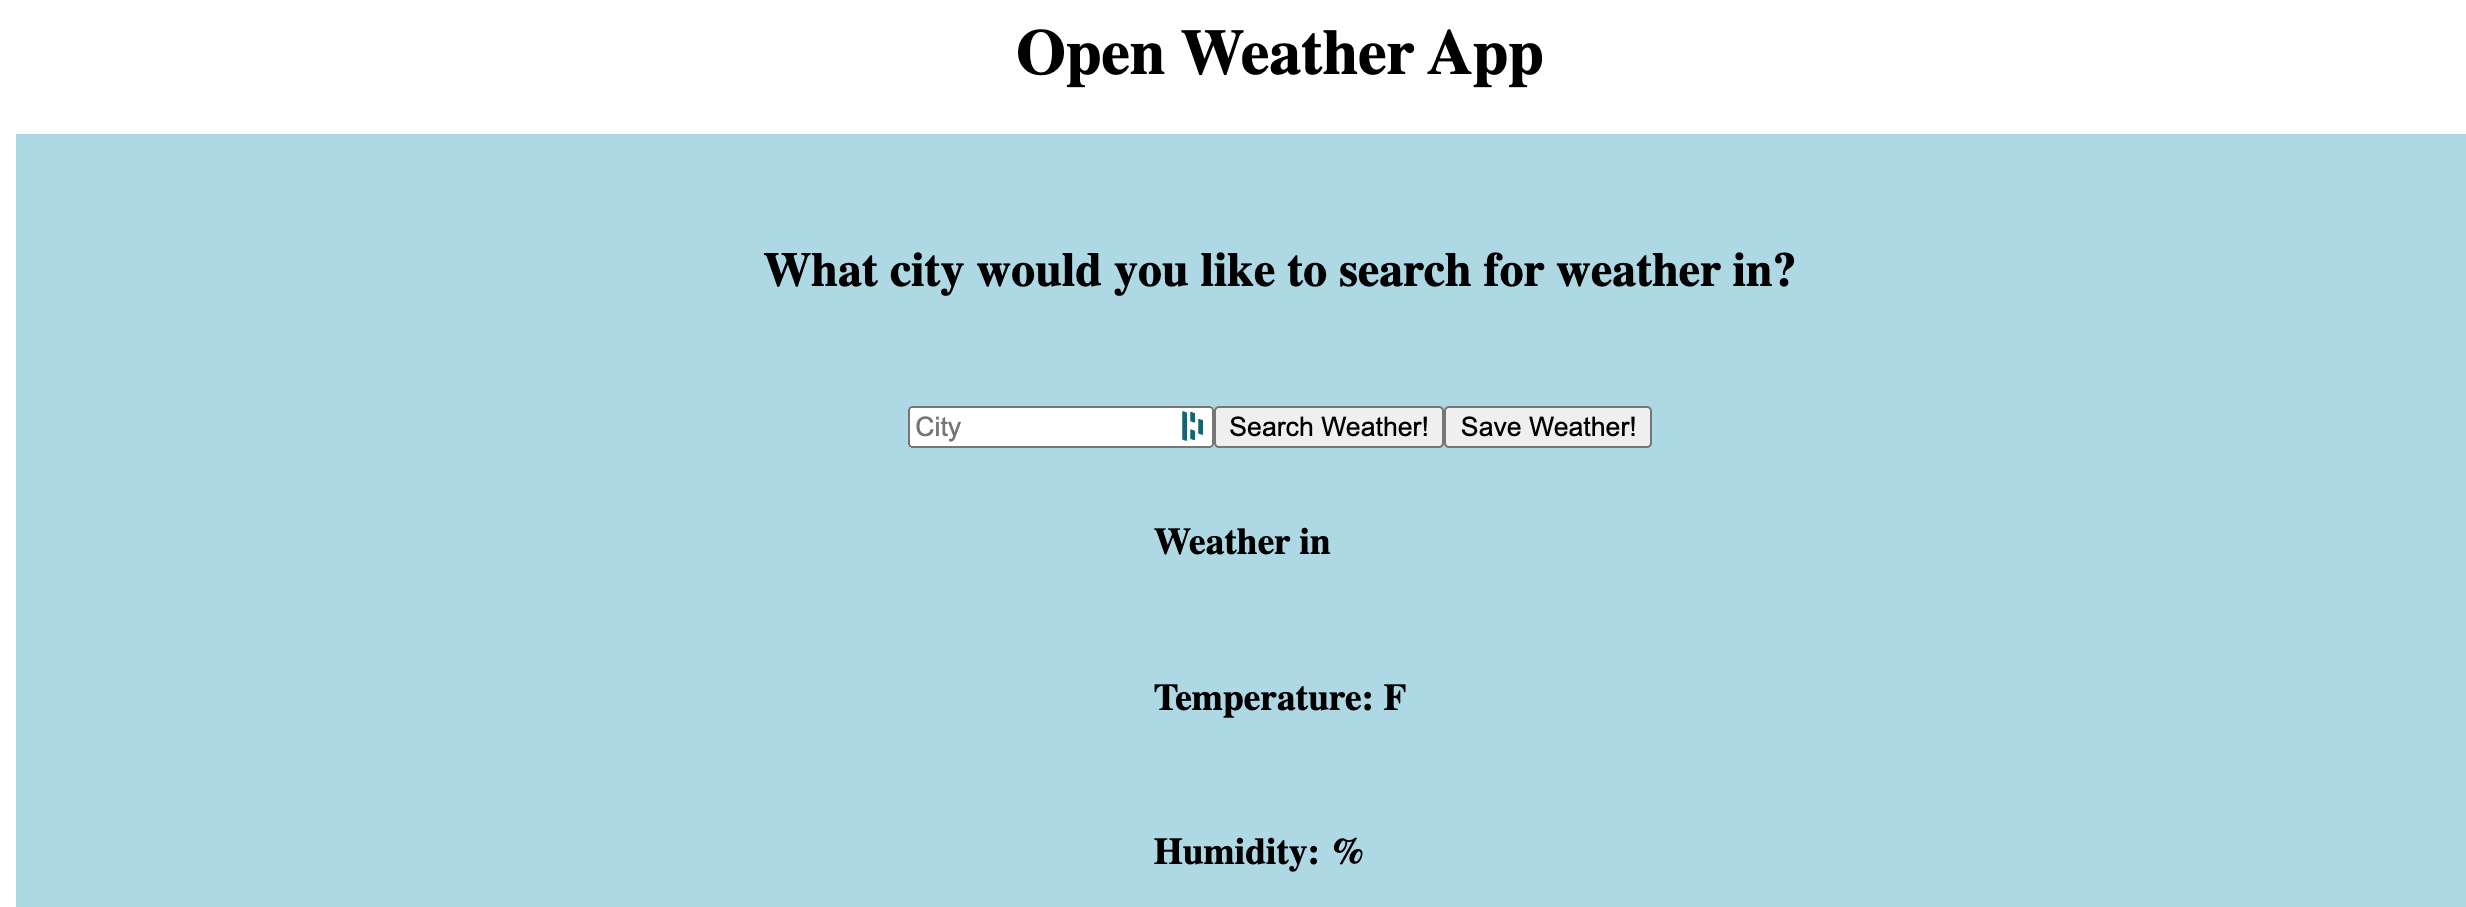 Open Weather App
What city would you like to search for weather in?
City Search Weather! Save Weather!
Weather in
Temperature: F
Humidity: %